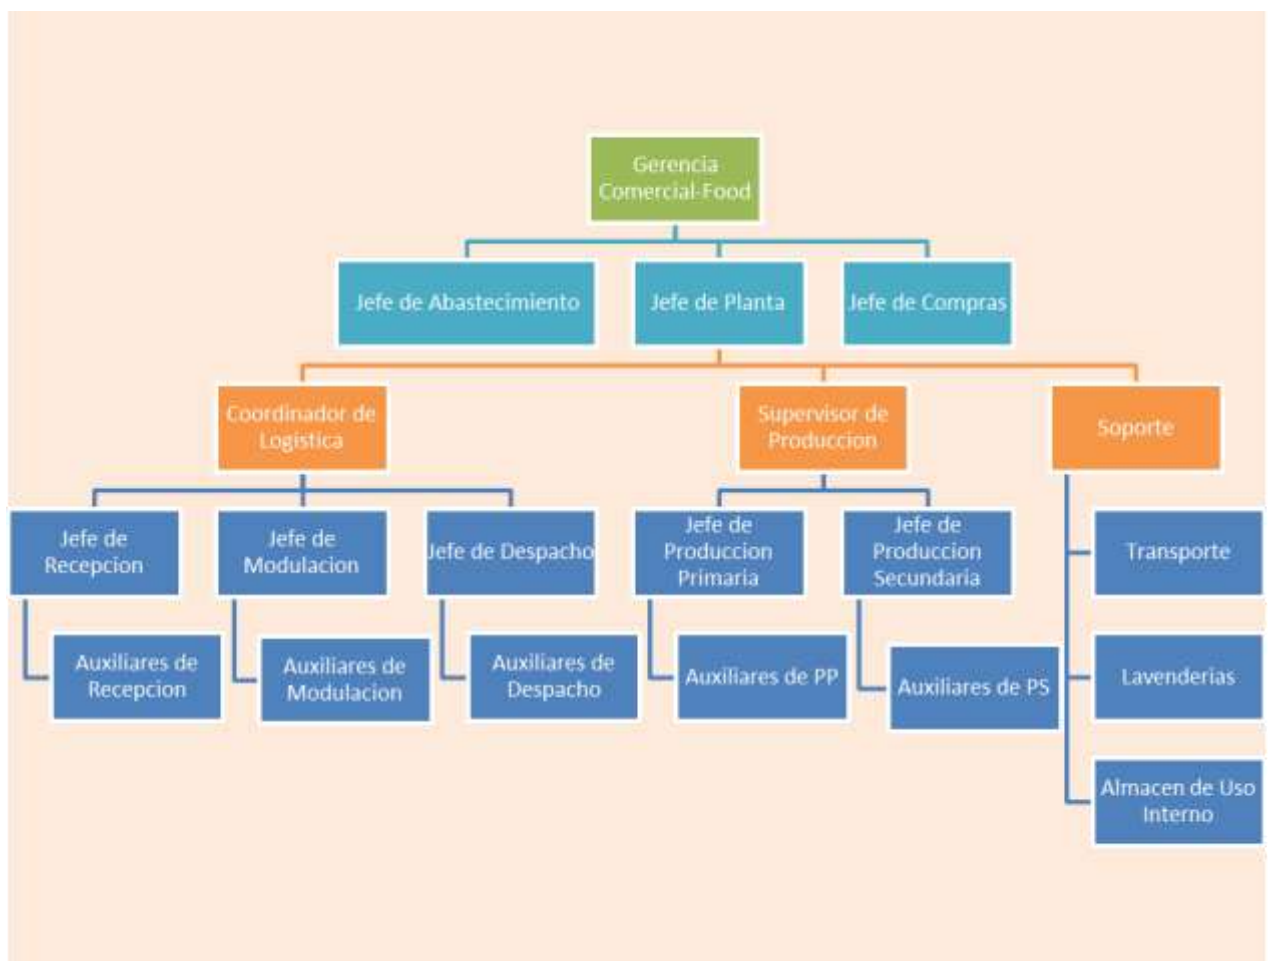 Gerencia
Comercial-Food
Jefe de Abastecimiento
Jefe de Planta
Jefe de Compras
Coordinador de
Logistica
Supervisor de
Produccion
Soporte
Jefe de
Recepcion
Jefe de
Modulacion
Jefe de Despacho
Jefe de
Produccion
Primaria
Jefe de
Produccion
Secundaria
Transporte
Auxiliares de
Recepcion
Auxiliares de
Modulacion
Auxiliares de
Despacho
Auxiliares de PP
Auxiliares de PS
Lavenderias
Almacen de Uso
Interno